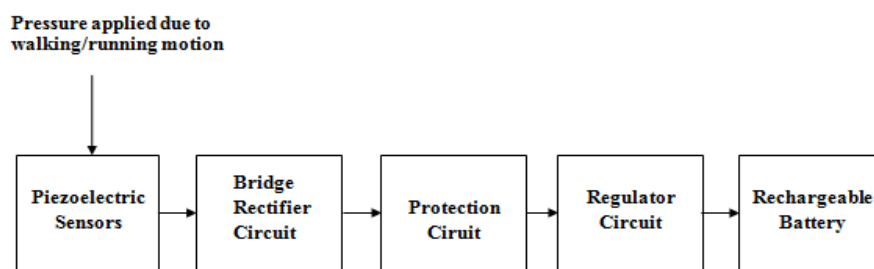 Pressure applied due to
walking/running motion
Piezoelectric
Sensors
Bridge
Rectifier
Circuit
Protection
Ciruit
Regulator
Circuit
Rechargeable
Battery